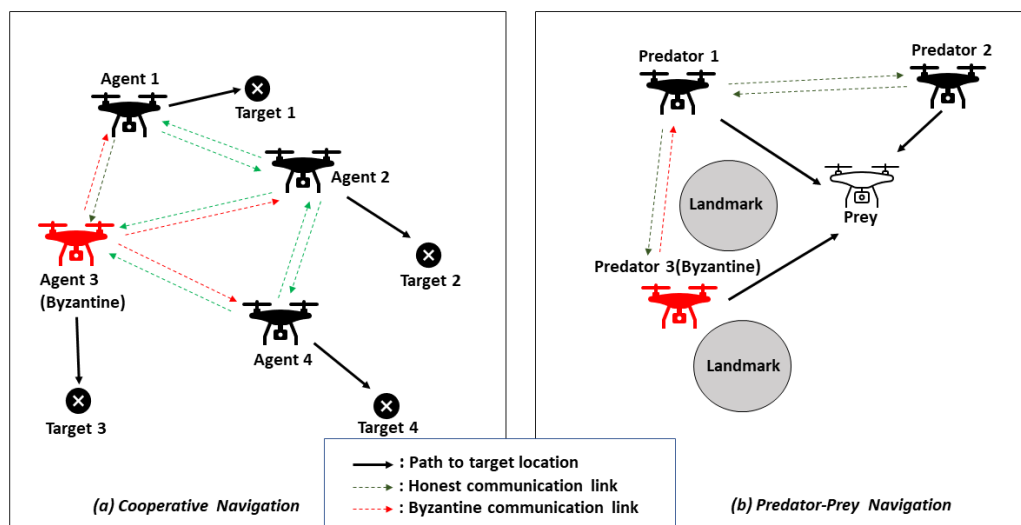 Agent 1
Target 1
Agent 2
Agent 3
(Byzantine)
Target 2
Agent 4
Target 3
Target 4
(a) Cooperative Navigation
Predator 1
Predator 2
Landmark
Prey
Predator 3(Byzantine)
Landmark
(b) Predator-Prey Navigation
: Path to target location
: Honest communication link
: Byzantine communication link